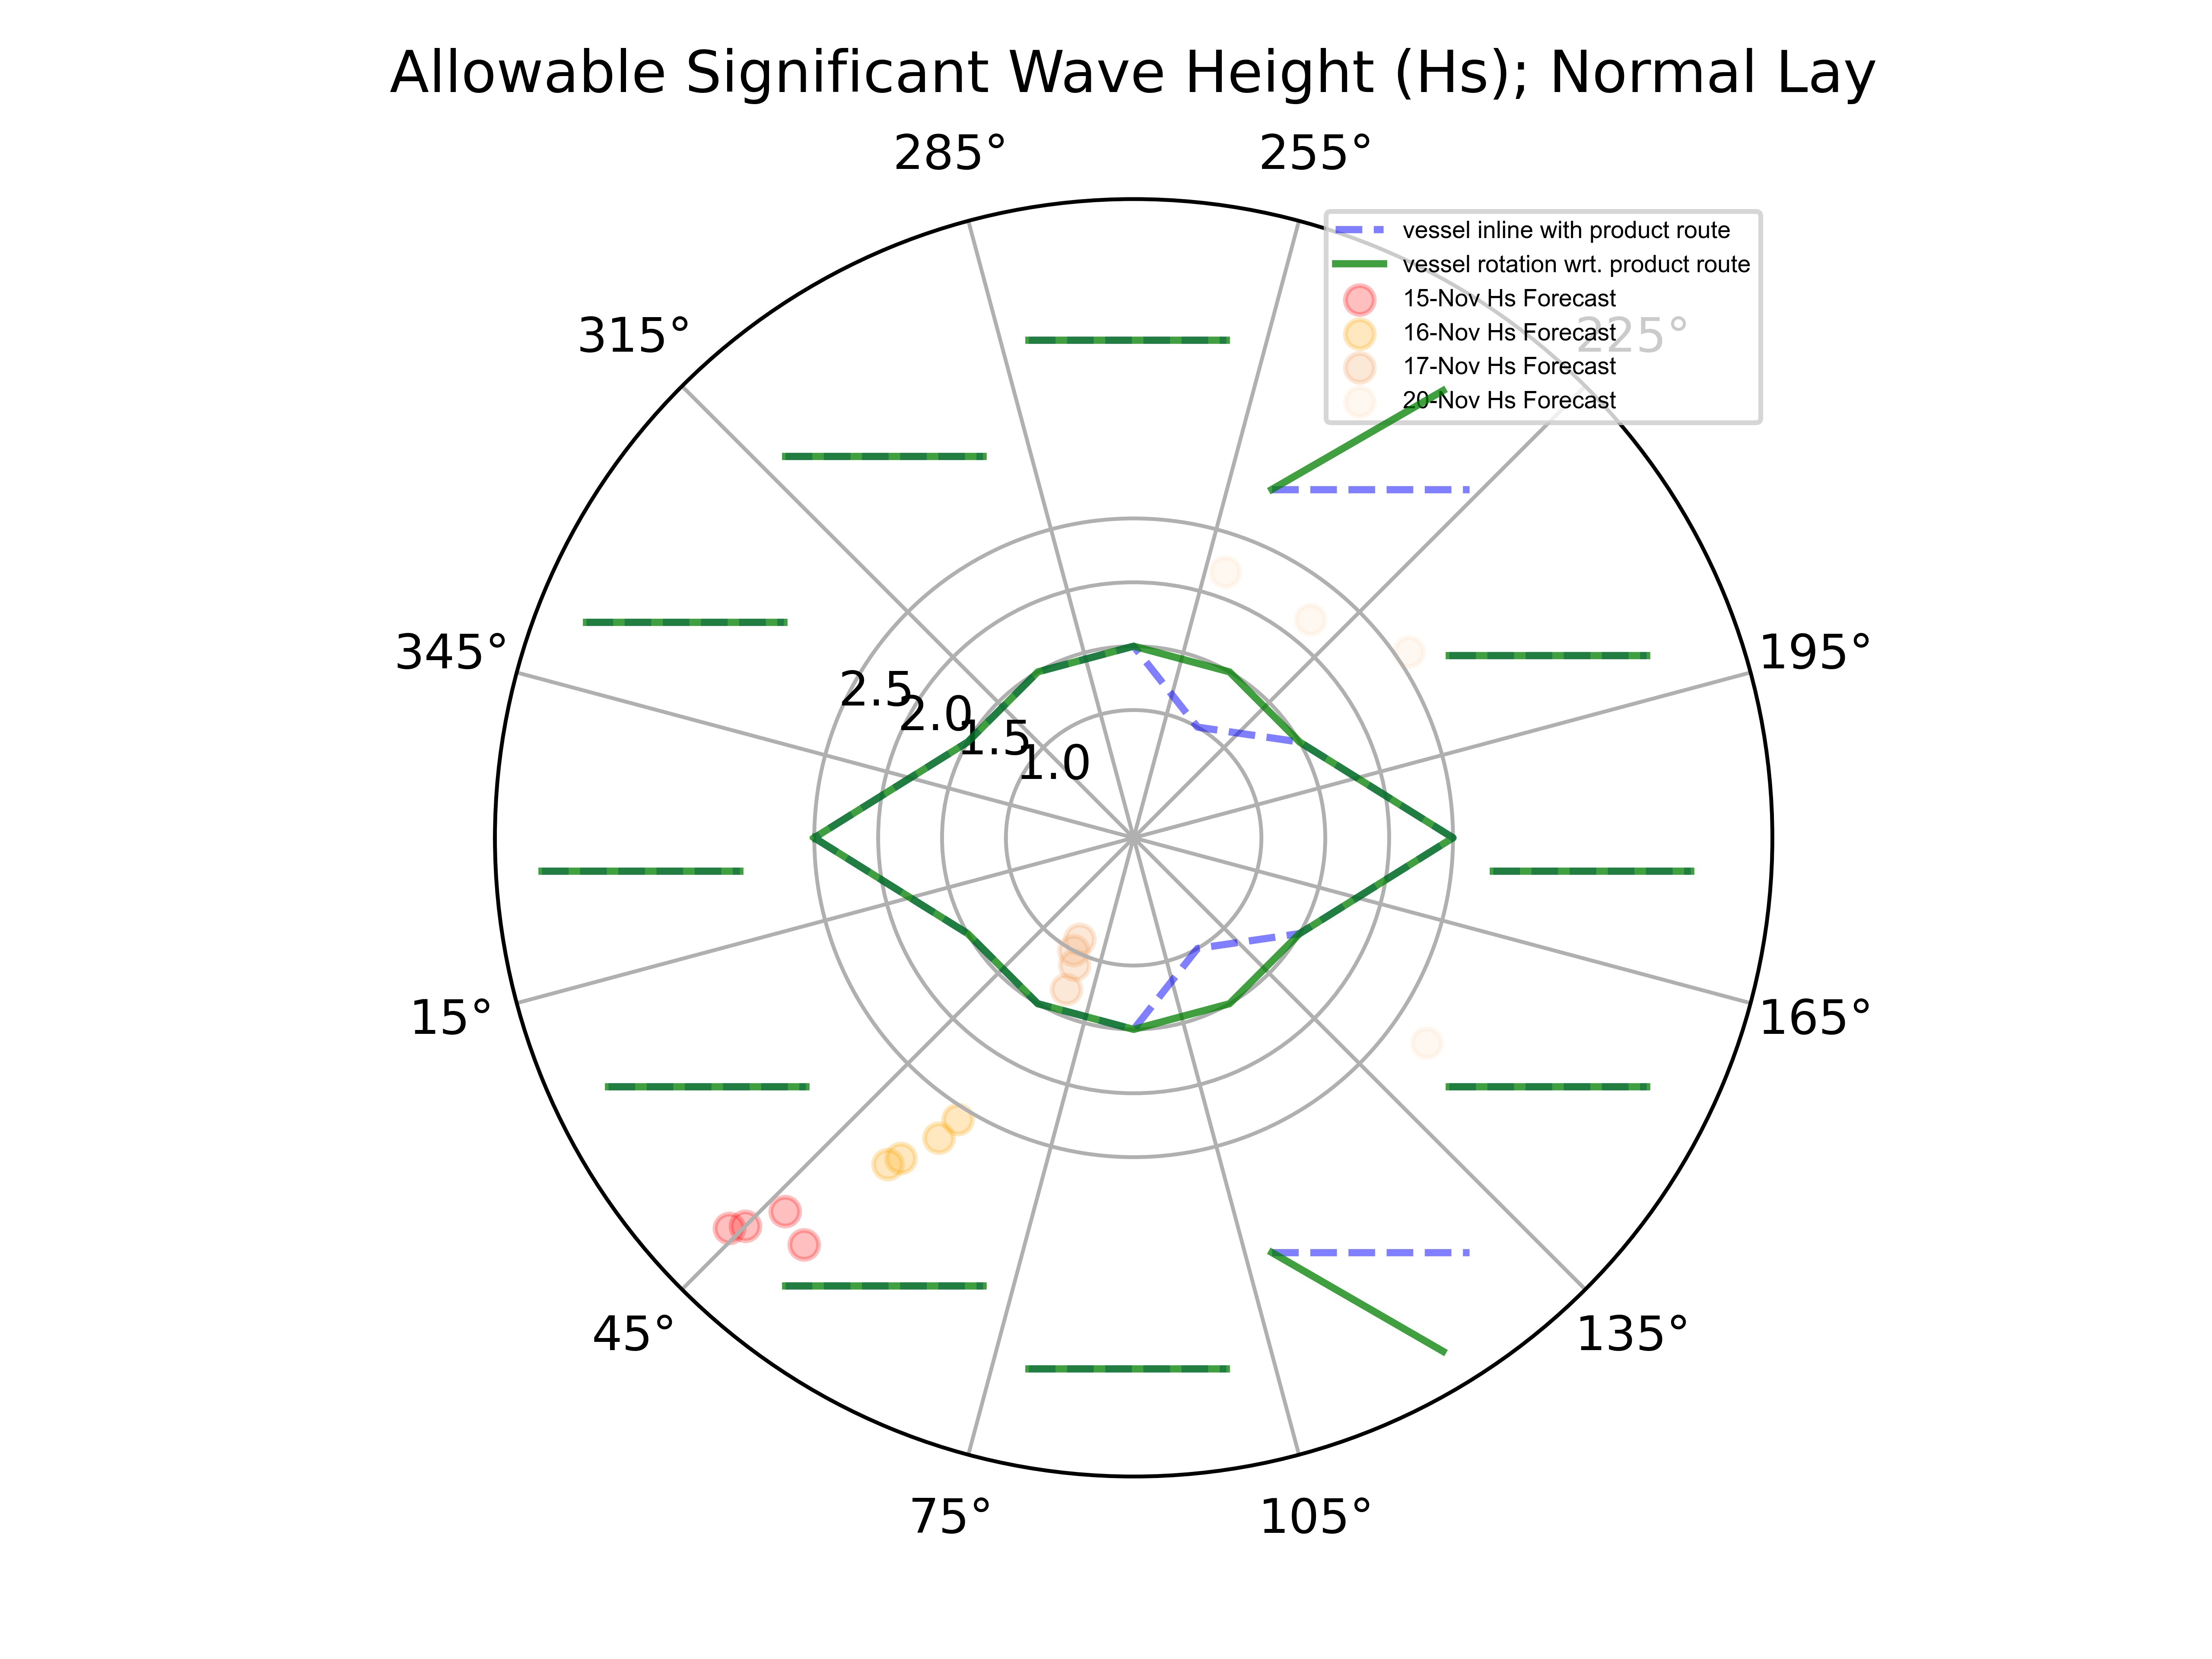 Allowable Significant Wave Height (Hs); Normal Lay
285°
255°
vessel inline with product route
vessel rotation wrt. product route
15-Nov Hs Forecast
16-Nov Hs Forecast
17-Nov Hs Forecast
20-Nov Hs Forecast
315°
225°
345°
195°
2.5
2.0
1.5
1.0
15°
165°
45°
135°
75°
105°